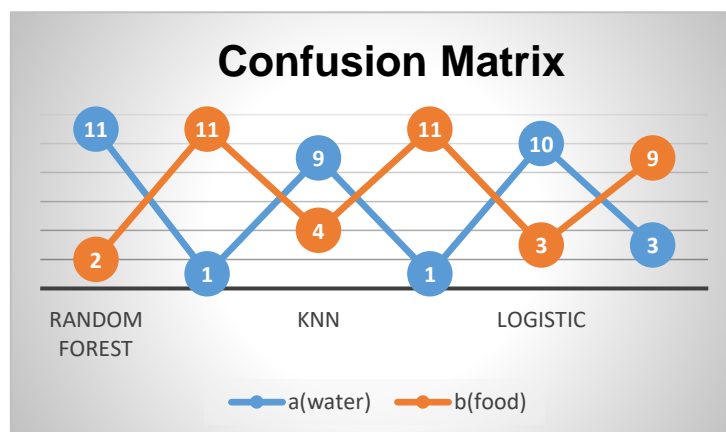 Confusion Matrix
11 11 9 11 10 9
2 1 4 1 3 3
RANDOM
FOREST
KNN
LOGISTIC
a(water) b(food)